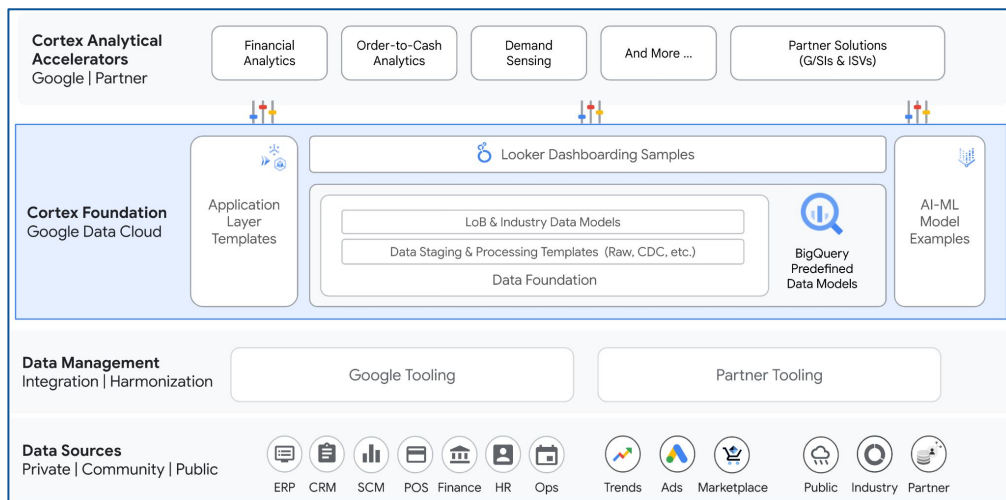 Cortex Analytical
Accelerators
Google | Partner
Financial
Analytics
Order-to-Cash
Analytics
Demand
Sensing
And More ...
Partner Solutions
(G/SIs & ISVs)
Cortex Foundation
Google Data Cloud
Application
Layer
Templates
Looker Dashboarding Samples
LoB & Industry Data Models
Data Staging & Processing Templates (Raw, CDC, etc.)
Data Foundation
BigQuery
Predefined
Data Models
AI-ML
Model
Examples
Data Management
Integration | Harmonization
Google Tooling
Partner Tooling
Data Sources
Private | Community | Public
ERP CRM SCM POS Finance HR Ops Trends Ads Marketplace Public Industry Partner